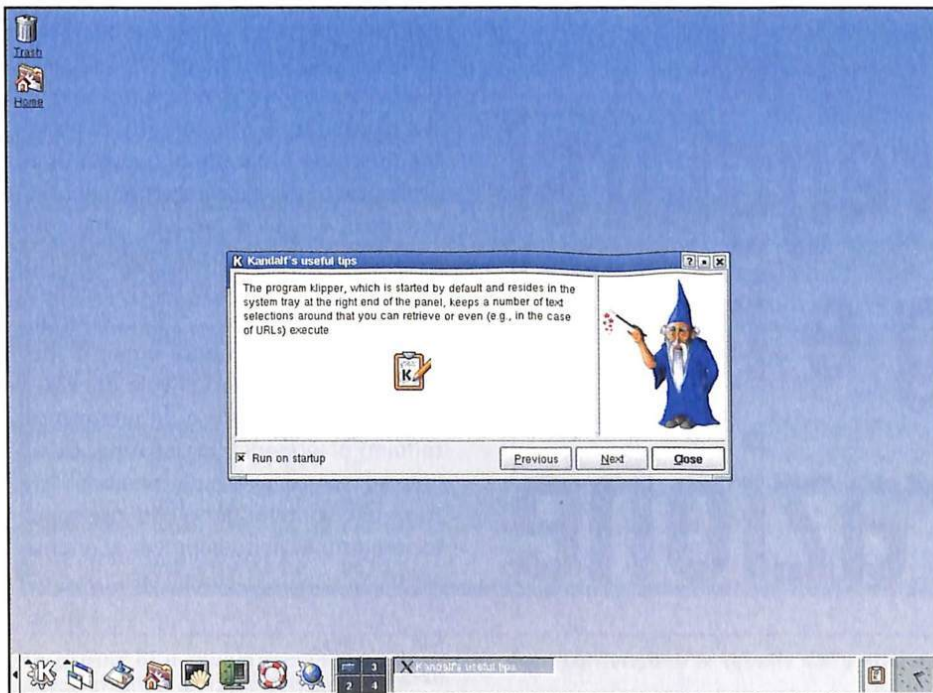 Trash
Home
Kandalf's useful tips
The program klipper, which is started by default and resides in the
system tray at the right end of the panel, keeps a number of text
selections around that you can retrieve or even (e.g., in the case
of URLs) execute
K
Run on startup
Previous
Next
Close
3
2 4
Kandalf's useful tips